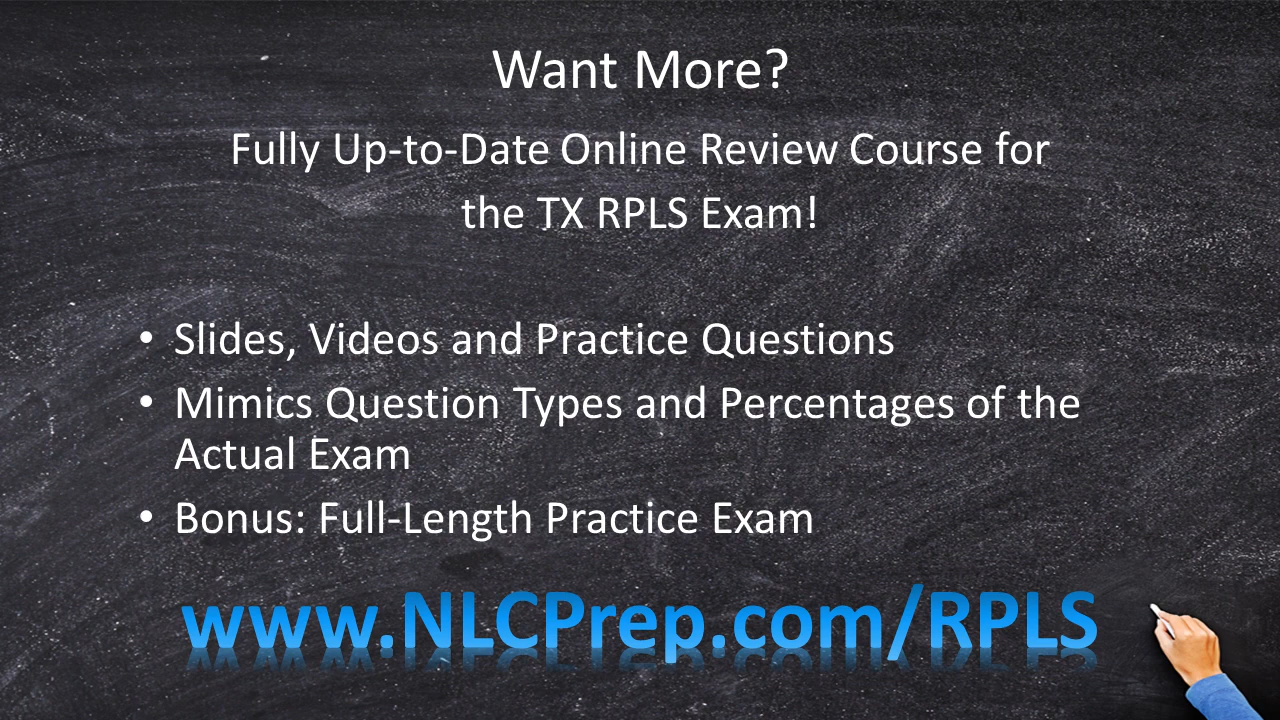 Want More?
Fully Up-to-Date Online Review Course for
the TX RPLS Exam!
• Slides, Videos and Practice Questions
• Mimics Question Types and Percentages of the
Actual Exam
• Bonus: Full-Length Practice Exam
www.NLCPrep.com/RPLS